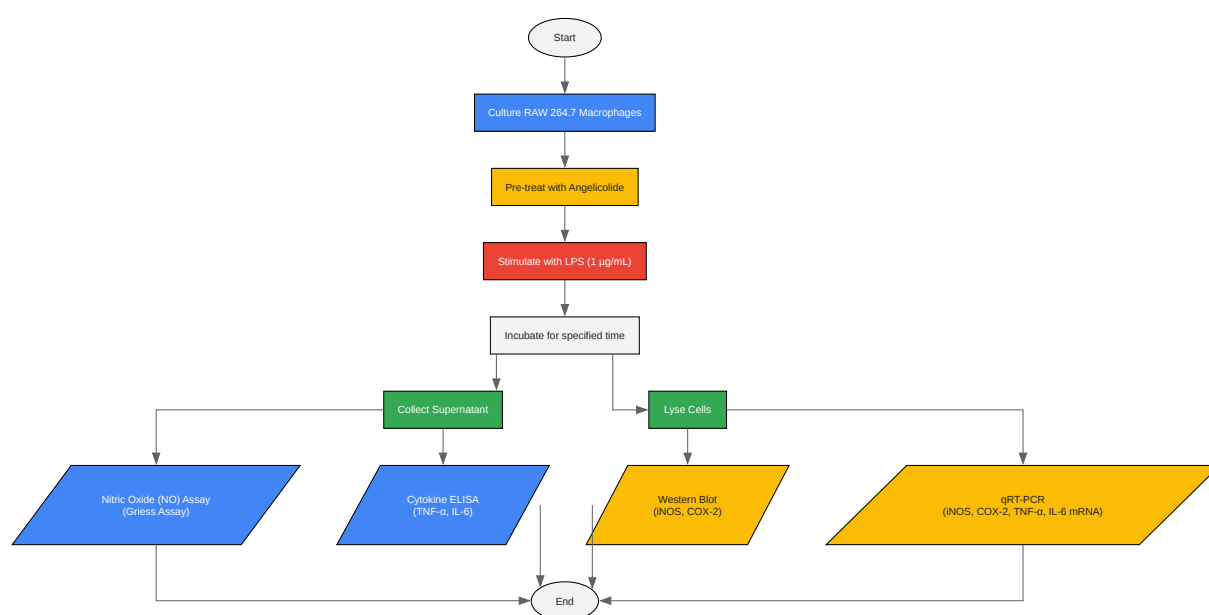 Start
Culture RAW 264.7 Macrophages
Pre-treat with Angelicolide
Stimulate with LPS (1 µg/mL)
Incubate for specified time
Collect Supernatant
Lyse Cells
Nitric Oxide (NO) Assay
(Griess Assay)
Cytokine ELISA
(TNF-α, IL-6)
Western Blot
(iNOS, COX-2)
qRT-PCR
(iNOS, COX-2, TNF-α, IL-6 mRNA)
End